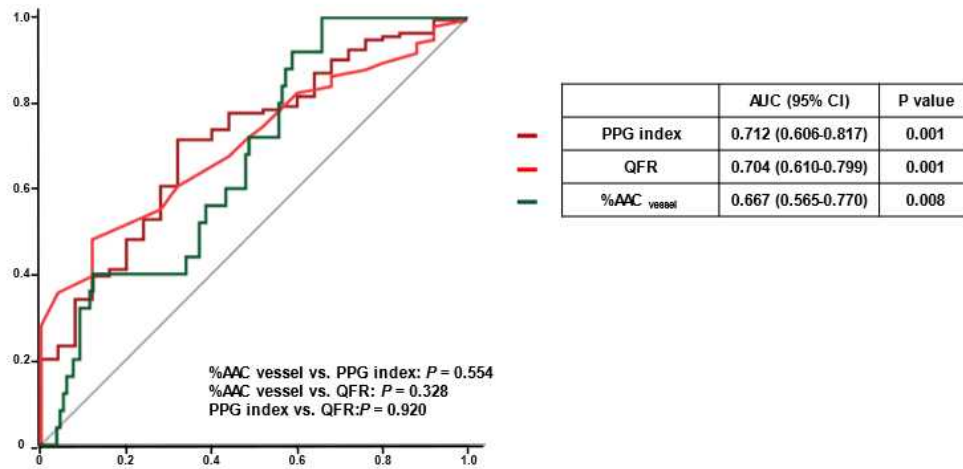 1.0
0.8
0.6
0.4
0.2
0
0
0.2
0.4
0.6
0.8
1.0
%AAC vessel vs. PPG index: P = 0.554
%AAC vessel vs. QFR: P = 0.328
PPG index vs. QFR:P = 0.920
AUC (95% CI) P value
PPG index 0.712 (0.606-0.817) 0.001
QFR 0.704 (0.610-0.799) 0.001
%AAC vessel 0.667 (0.565-0.770) 0.008